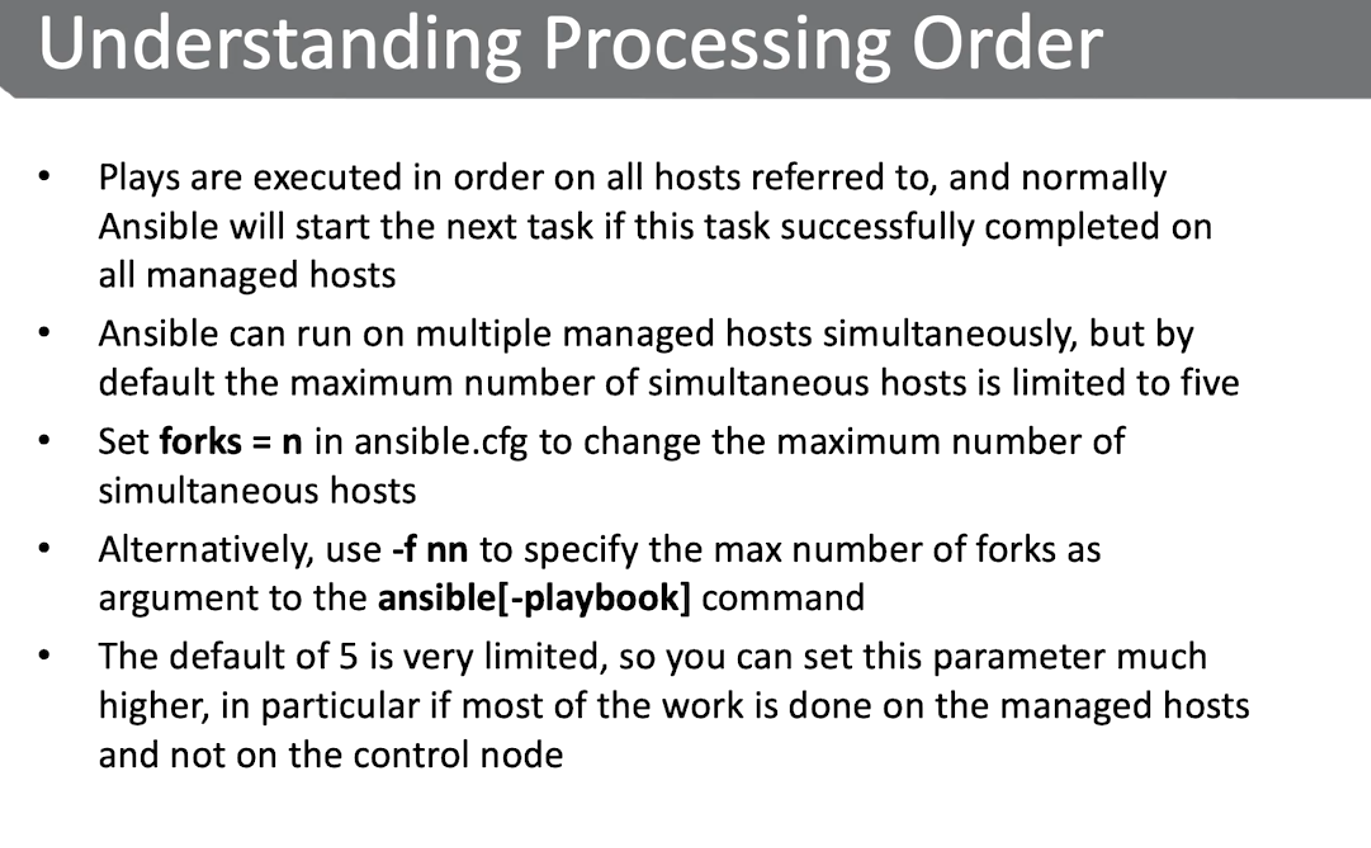 Understanding Processing Order
• Plays are executed in order on all hosts referred to, and normally
Ansible will start the next task if this task successfully completed on
all managed hosts
• Ansible can run on multiple managed hosts simultaneously, but by
default the maximum number of simultaneous hosts is limited to five
• Set forks = n in ansible.cfg to change the maximum number of
simultaneous hosts
• Alternatively, use -f nn to specify the max number of forks as
argument to the ansible[-playbook] command
• The default of 5 is very limited, so you can set this parameter much
higher, in particular if most of the work is done on the managed hosts
and not on the control node